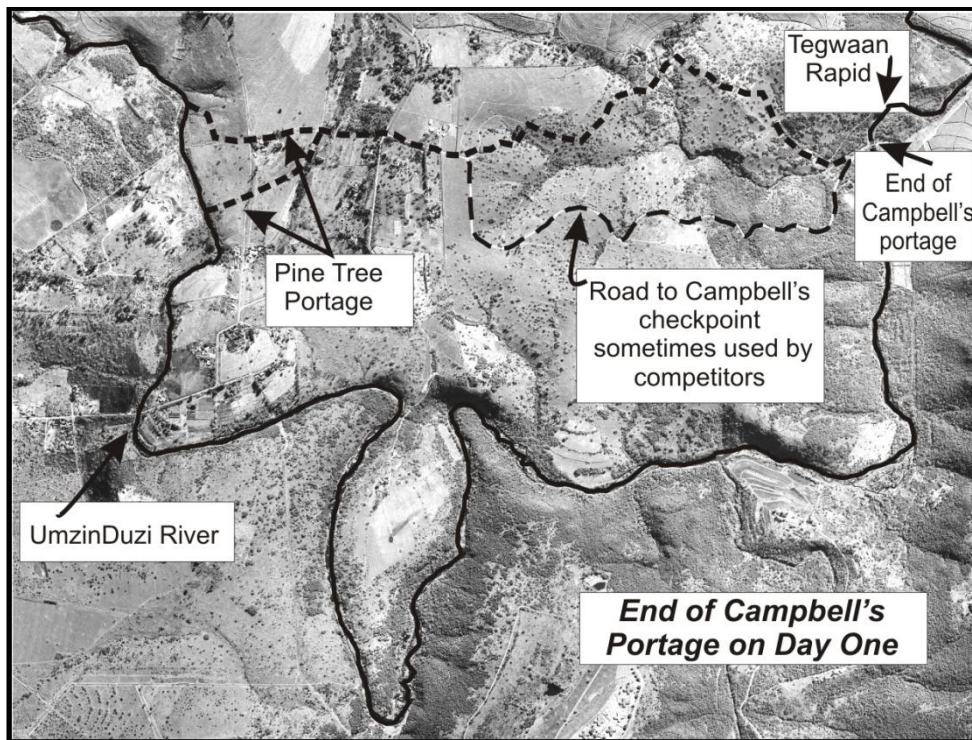 Tegwaan
Rapid
End of
Campbell's
portage
Pine Tree
Portage
Road to Campbell's
checkpoint
sometimes used by
competitors
UmzinDuzi River
End of Campbell's
Portage on Day One